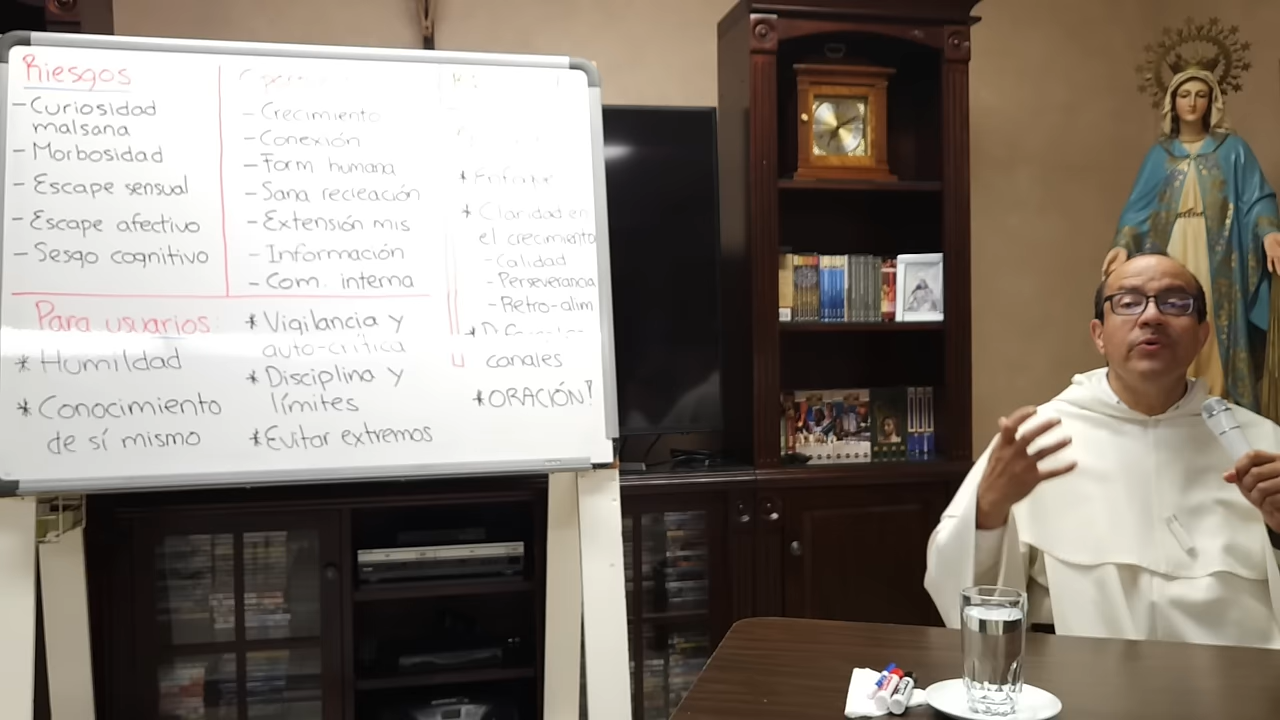 Riesgos
- Curiosidad
malsana
- Morbosidad
- Escape sensual
- Escape afectivo
- Sesgo cognitivo
- Crecimiento
- Conexión
- Form humana
- Sana recreación
- Extensión mis
- Información
- Com. interna
Para usuarios
* Humildad
* Conocimiento
de sí mismo
* Vigilancia y
auto-crítica
* Disciplina y
límites
* Evitar extremos
* Claridad en
el crecimiento
- Calidad
- Perseverancia
- Retro-alim
canales
* ORACIÓN!